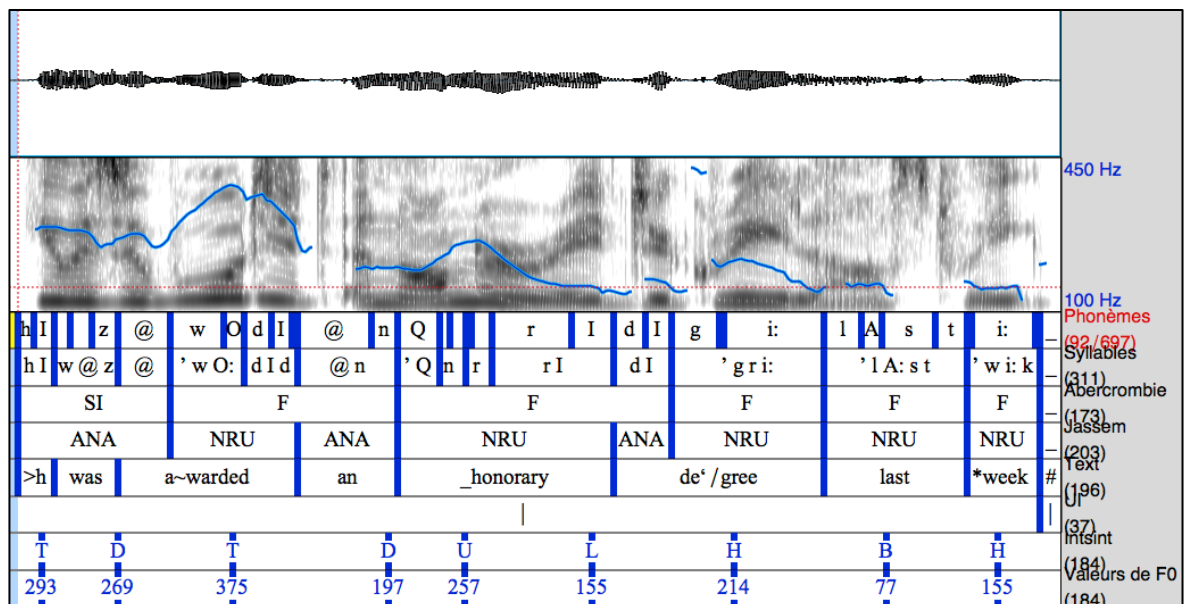 450 Hz
100 Hz
h I z @ w O d I @ n Q r I d I g i: l A s t i: Phonèmes
(92/697)
h I w @ z @ ' w O: d I d @ n ' Q n r r I d I ' g r i: ' l A: s t ' w i: k Syllables
(311)
SI F F F F F Abercrombie
(173)
ANA NRU ANA NRU ANA NRU NRU NRU Jassem
(203)
>h was a~warded an _honorary de‘ /gree last *week # Text
(196)
| | UI
(37)
T D T D U L H B H Intsint
(184)
293 269 375 197 257 155 214 77 155 Valeurs de F0
(184)